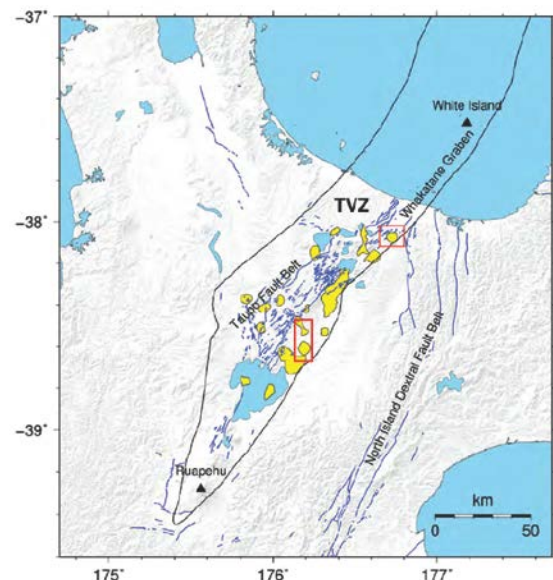 -37°
White Island
Whakatane Graben
-38°
TVZ
Taupo Fault Belt
North Island Dextral Fault Belt
-39°
Ruapehu
km
0 50
175° 176° 177°